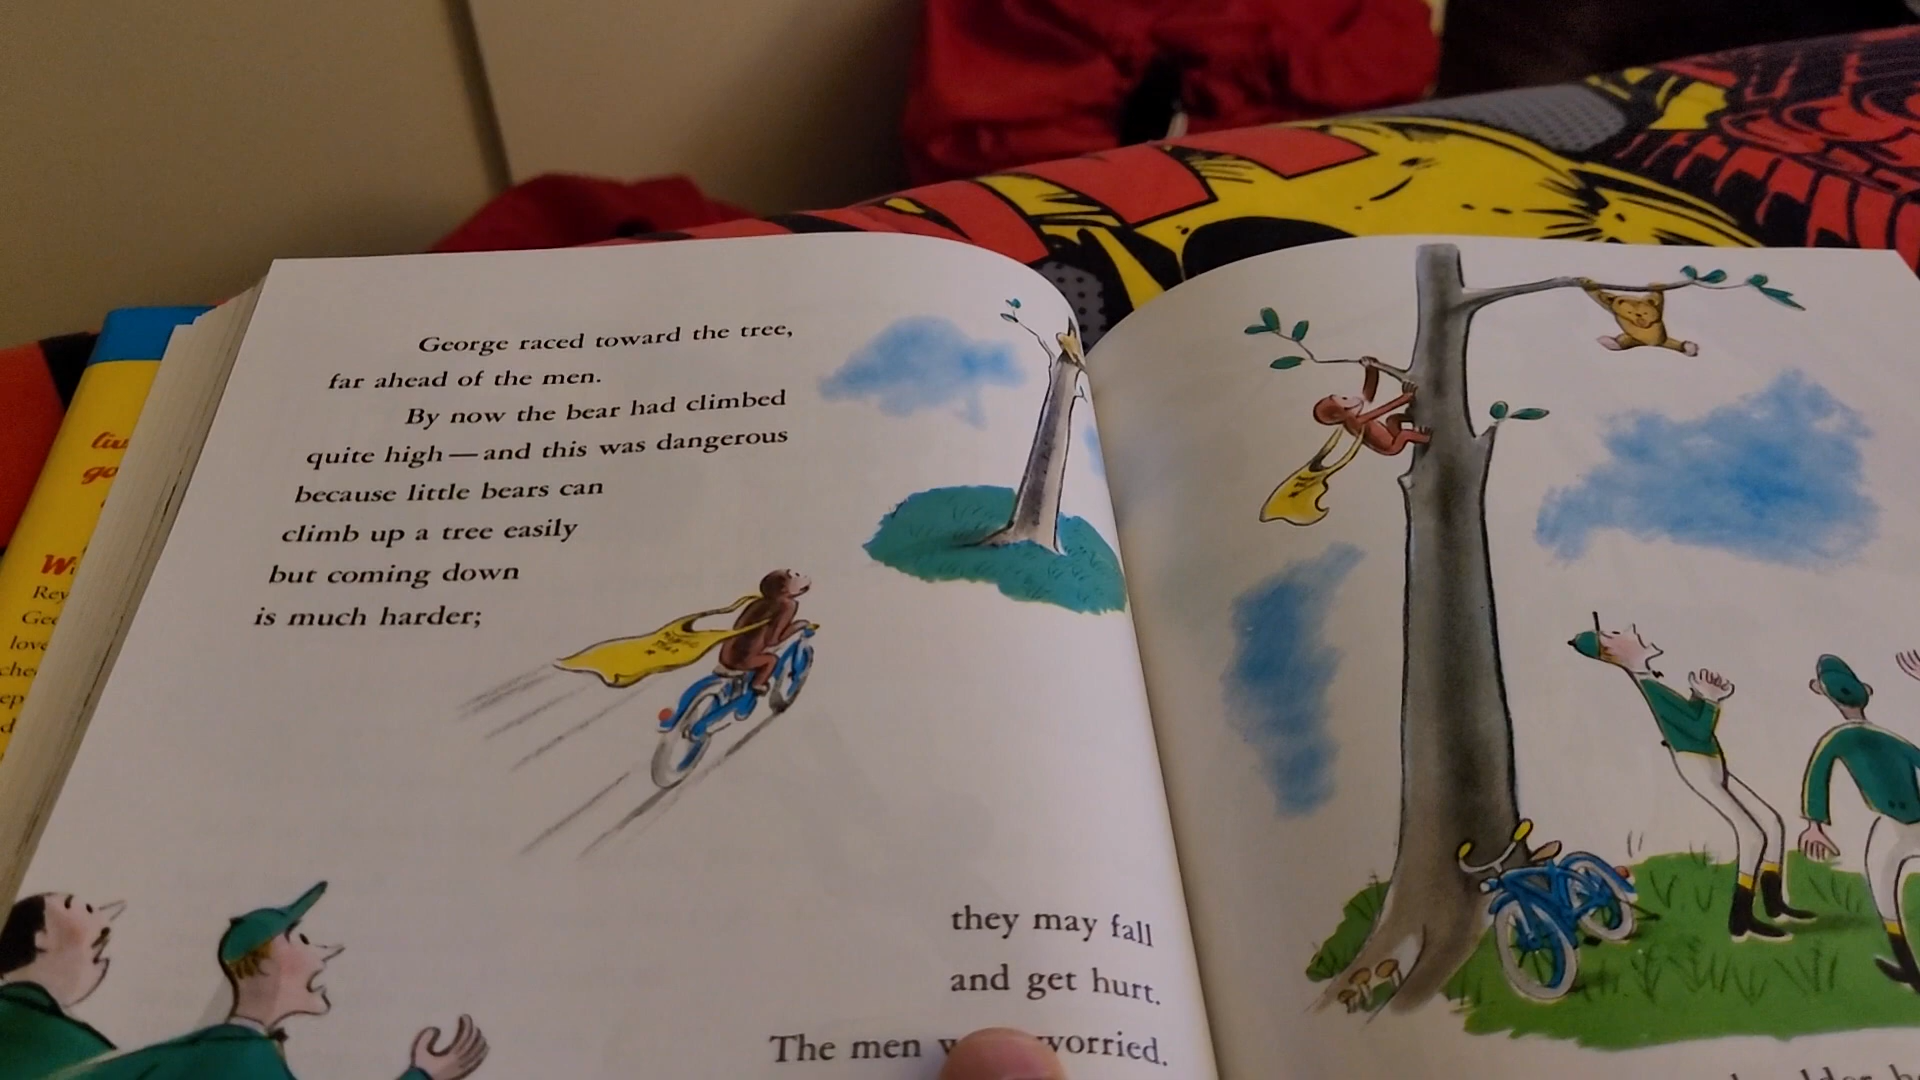 George raced toward the tree,
far ahead of the men.
By now the bear had climbed
quite high — and this was dangerous
because little bears can
climb up a tree easily
but coming down
is much harder;
they may fall
and get hurt.
The men worried.